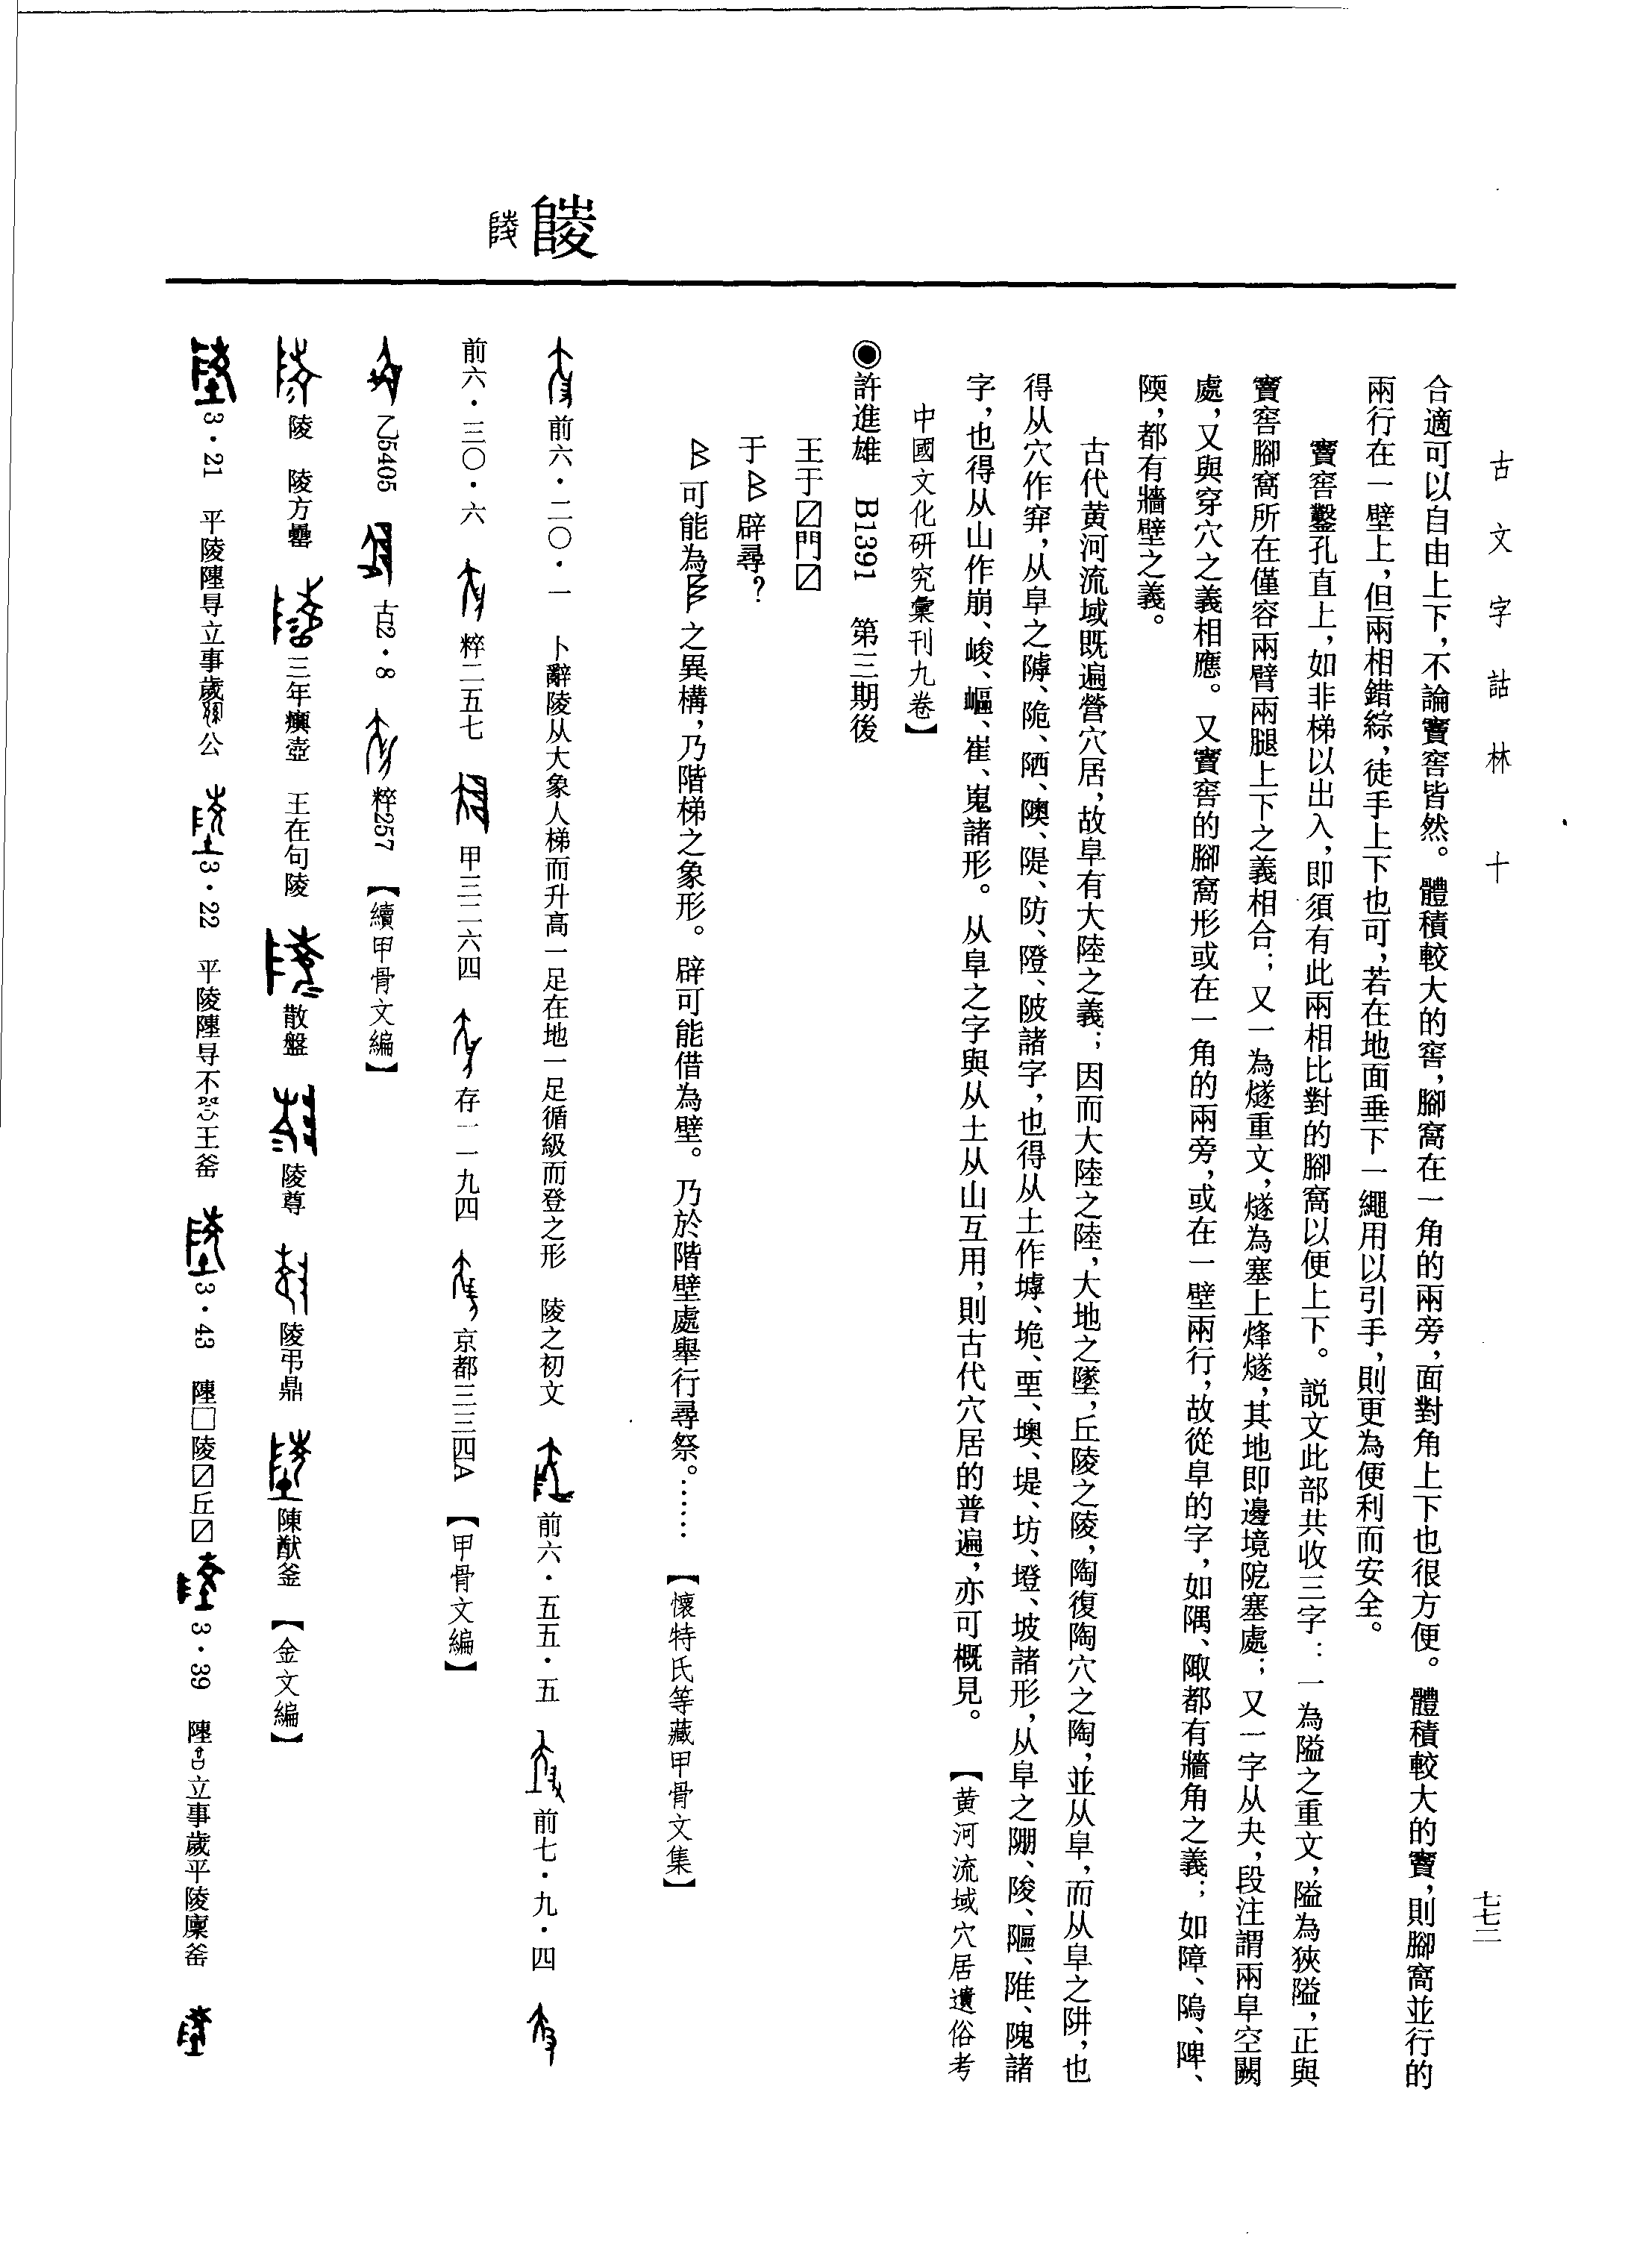 古文字詁林 十
七七二
合適可以自由上下，不論竇窖皆然。體積較大的窖，腳窩在一角的兩旁，面對角上下也很方便。體積較大的竇，則腳窩並行的
兩行在一壁上，但兩相錯綜，徒手上下也可，若在地面垂下一繩用以引手，則更為便利而安全。
竇窖鑿孔直上，如非梯以出入，即須有此兩相比對的腳窩以便上下。説文此部共收三字：一為隘之重文，隘為狹隘，正與
竇窖腳窩所在僅容兩臂兩腿上下之義相合；又一為燧重文，燧為塞上烽燧，其地即邊境阨塞處；又一字从夬，段注謂兩阜空闕
處，又與穿穴之義相應。又竇窖的腳窩形或在一角的兩旁，或在一壁兩行，故從阜的字，如隅、陬都有牆角之義；如障、隖、陴、
陾，都有牆壁之義。
古代黃河流域既遍營穴居，故阜有大陸之義；因而大陸之陸，大地之墜，丘陵之陵，陶復陶穴之陶，並从阜，而从阜之阱，也
得从穴作穽，从阜之𨻲、陒、陋、隩、隄、防、隥、陂諸字，也得从土作墟、垝、垔、墺、堤、坊、墱、坡諸形，从阜之𨻱、陖、隁、陮、隗諸
字，也得从山作崩、峻、嶇、崔、嵬諸形。从阜之字與从土从山互用，則古代穴居的普遍，亦可概見。【黃河流域穴居遺俗考
中國文化研究彙刊九卷】
◉許進雄 B1391 第三期後
王于☑門☑
于 辟尋？
可能為 之異構，乃階梯之象形。辟可能借為壁。乃於階壁處舉行尋祭。……【懷特氏等藏甲骨文集】
陵
前六·二〇·一 卜辭陵从大象人梯而升高一足在地一足循級而登之形 陵之初文 前六·五五·五 前七·九·四
前六·三〇·六 粹二五七 甲三二六四 存一一九四 京都三三四A 【甲骨文編】
乙5405 古2·8 粹257 【續甲骨文編】
陵 陵方罍 三年𤼈壺 王在句陵 散盤 陵尊 陵弔鼎 陳猷釜 【金文編】
3·21 平陵塦㝵立事歲 公 3·22 平陵塦㝵不 王釜 3·43 塦□陵☑丘☑ 3·39 塦 立事歲平陵廩釜